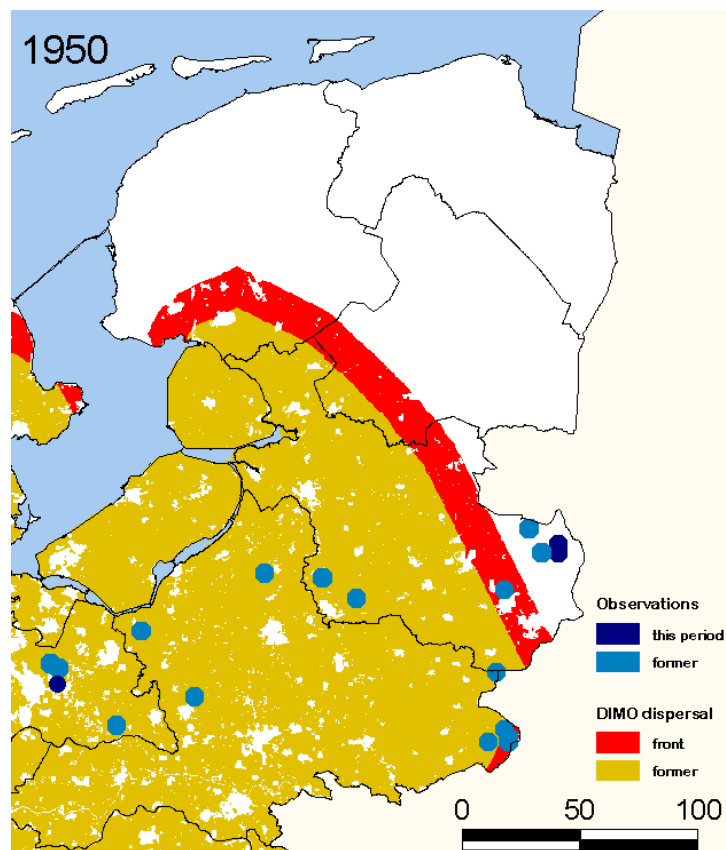 1950
Observations
this period
former
DIMO dispersal
front
former
0 50 100